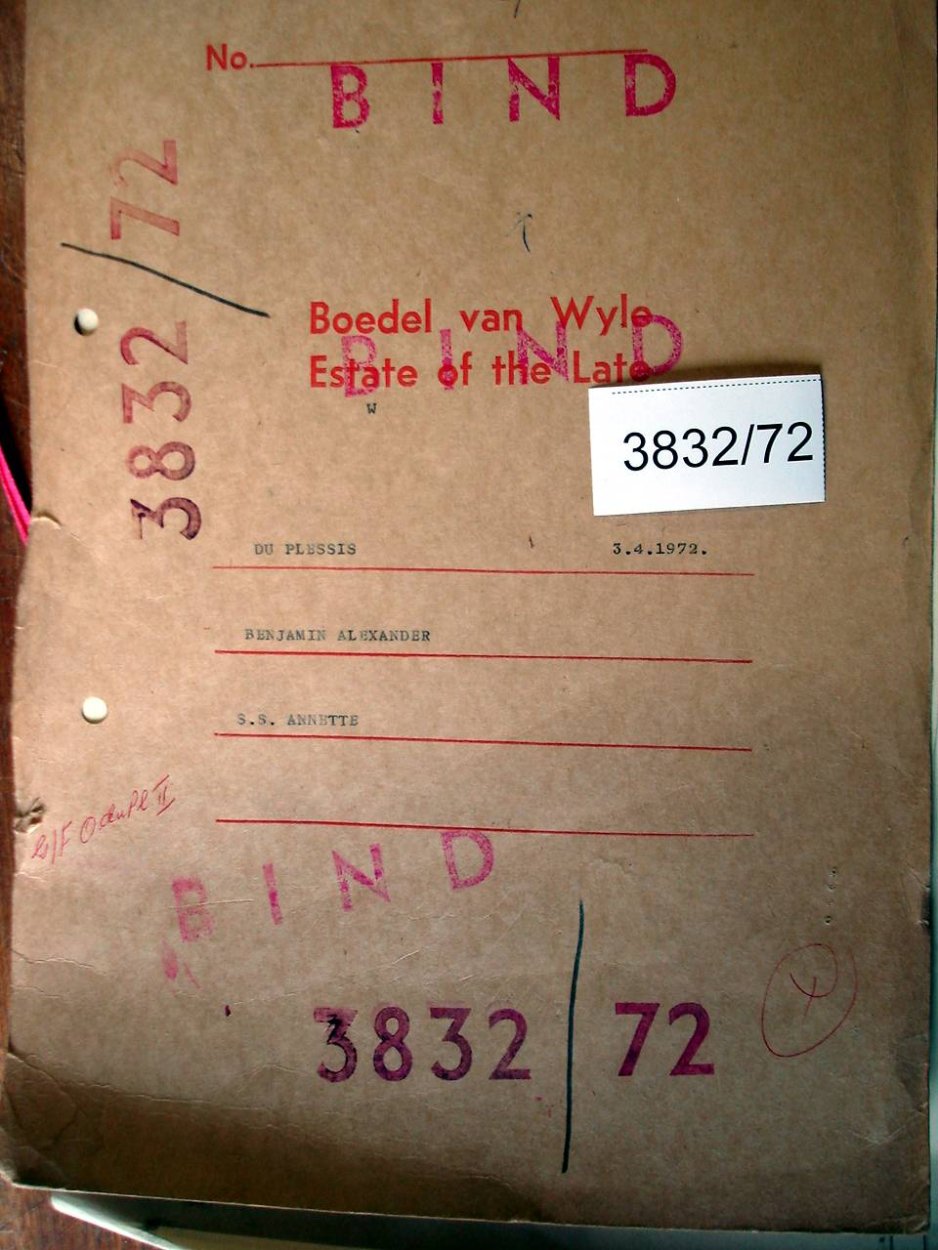 No.
BIND
3832/72
Boedel van Wyle
Estate of the Late
BIND
W
3832/72
DU PLESSIS 3.4.1972.
BENJAMIN ALEXANDER
S.S. ANNETTE
BIND
3832/72